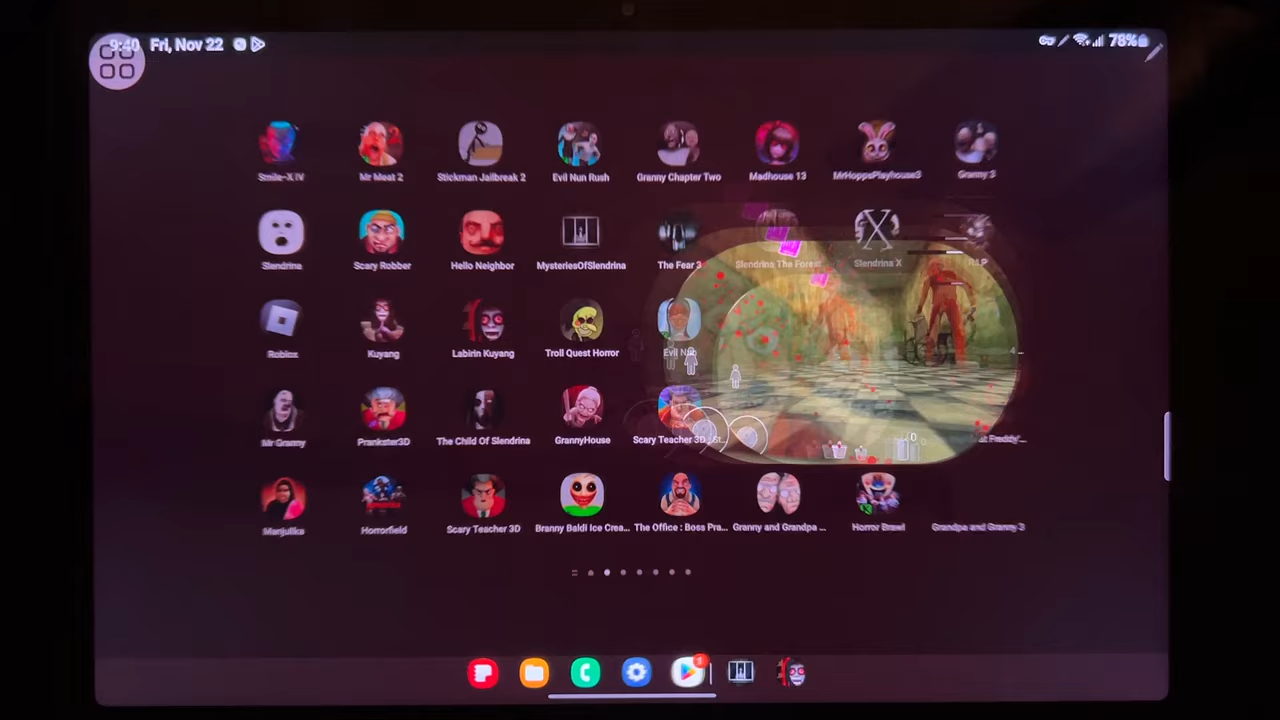 9:40 Fri, Nov 22
78%
Smile-X IV Mr Meat 2 Stickman Jailbreak 2 Evil Nun Rush Granny Chapter Two Madhouse 13 MrHoppsPlayhouse3 Granny 3
Slendrina Scary Robber Hello Neighbor MysteriesOfSlendrina The Fear 3 Slendrina The Forest Slendrina X
Roblox Kuyang Labirin Kuyang Troll Quest Horror Evil Nun
Mr Granny Prankster3D The Child Of Slendrina GrannyHouse Scary Teacher 3D
Manjulika Horrorfield Scary Teacher 3D Branny Baldi Ice Crea... The Office : Boss Pra... Granny and Grandpa ... Horror Brawl Grandpa and Granny 3